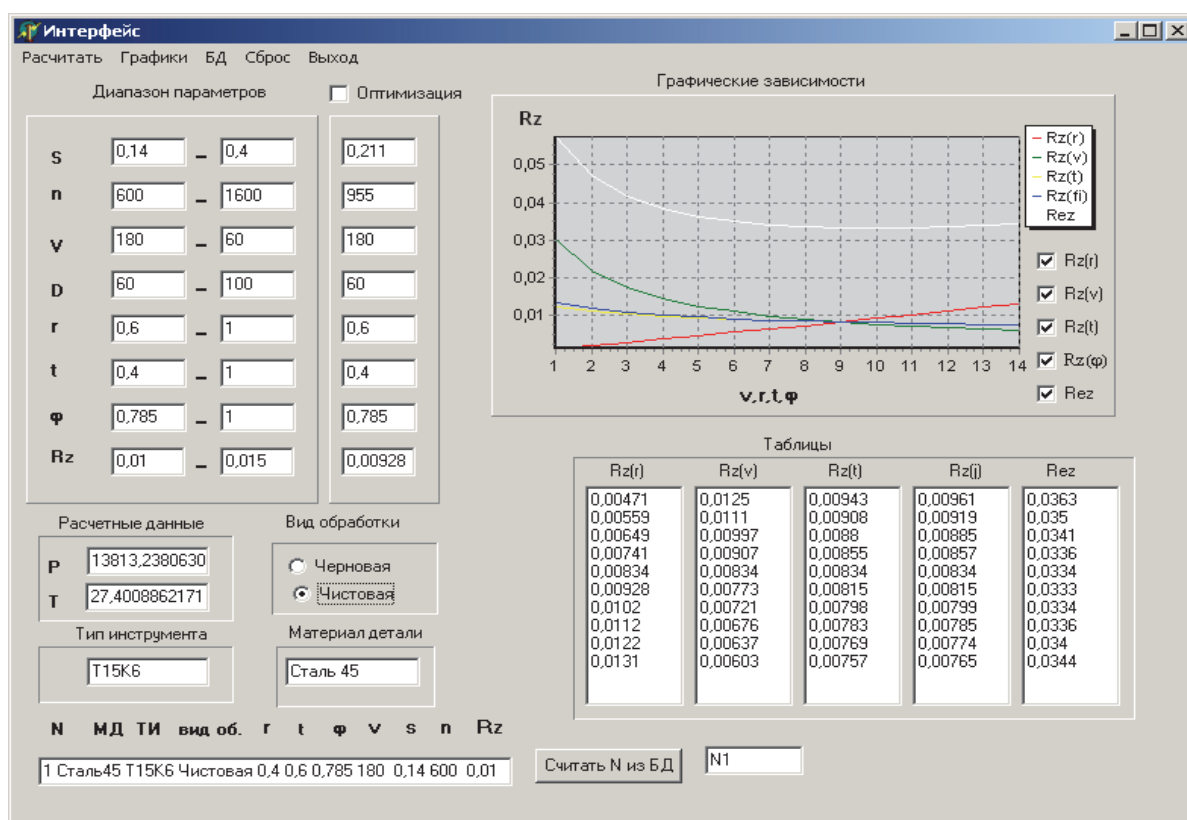 Интерфейс
Расчитать Графики БД Сброс Выход
Диапазон параметров
Оптимизация
S 0,14 – 0,4 0,211
n 600 – 1600 955
v 180 – 60 180
D 60 – 100 60
r 0,6 – 1 0,6
t 0,4 – 1 0,4
φ 0,785 – 1 0,785
Rz 0,01 – 0,015 0,00928
Графические зависимости
Rz
0,05
0,04
0,03
0,02
0,01
1 2 3 4 5 6 7 8 9 10 11 12 13 14
v,r,t,φ
Rz(r)
Rz(v)
Rz(t)
Rz(fi)
Rez
Rz(r)
Rz(v)
Rz(t)
Rz(φ)
Rez
Расчетные данные
P 13813,2380630
T 27,4008862171
Вид обработки
Черновая
Чистовая
Тип инструмента
Т15К6
Материал детали
Сталь 45
Таблицы
Rz(r) Rz(v) Rz(t) Rz(j) Rez
0,00471 0,0125 0,00943 0,00961 0,0363
0,00559 0,0111 0,00908 0,00919 0,035
0,00649 0,00997 0,0088 0,00885 0,0341
0,00741 0,00907 0,00855 0,00857 0,0336
0,00834 0,00834 0,00834 0,00834 0,0334
0,00928 0,00773 0,00815 0,00815 0,0333
0,0102 0,00721 0,00798 0,00799 0,0334
0,0112 0,00676 0,00783 0,00785 0,0336
0,0122 0,00637 0,00769 0,00774 0,034
0,0131 0,00603 0,00757 0,00765 0,0344
N МД ТИ вид об. r t φ v s n Rz
1 Сталь45 Т15К6 Чистовая 0,4 0,6 0,785 180 0,14 600 0,01
Считать N из БД
N1